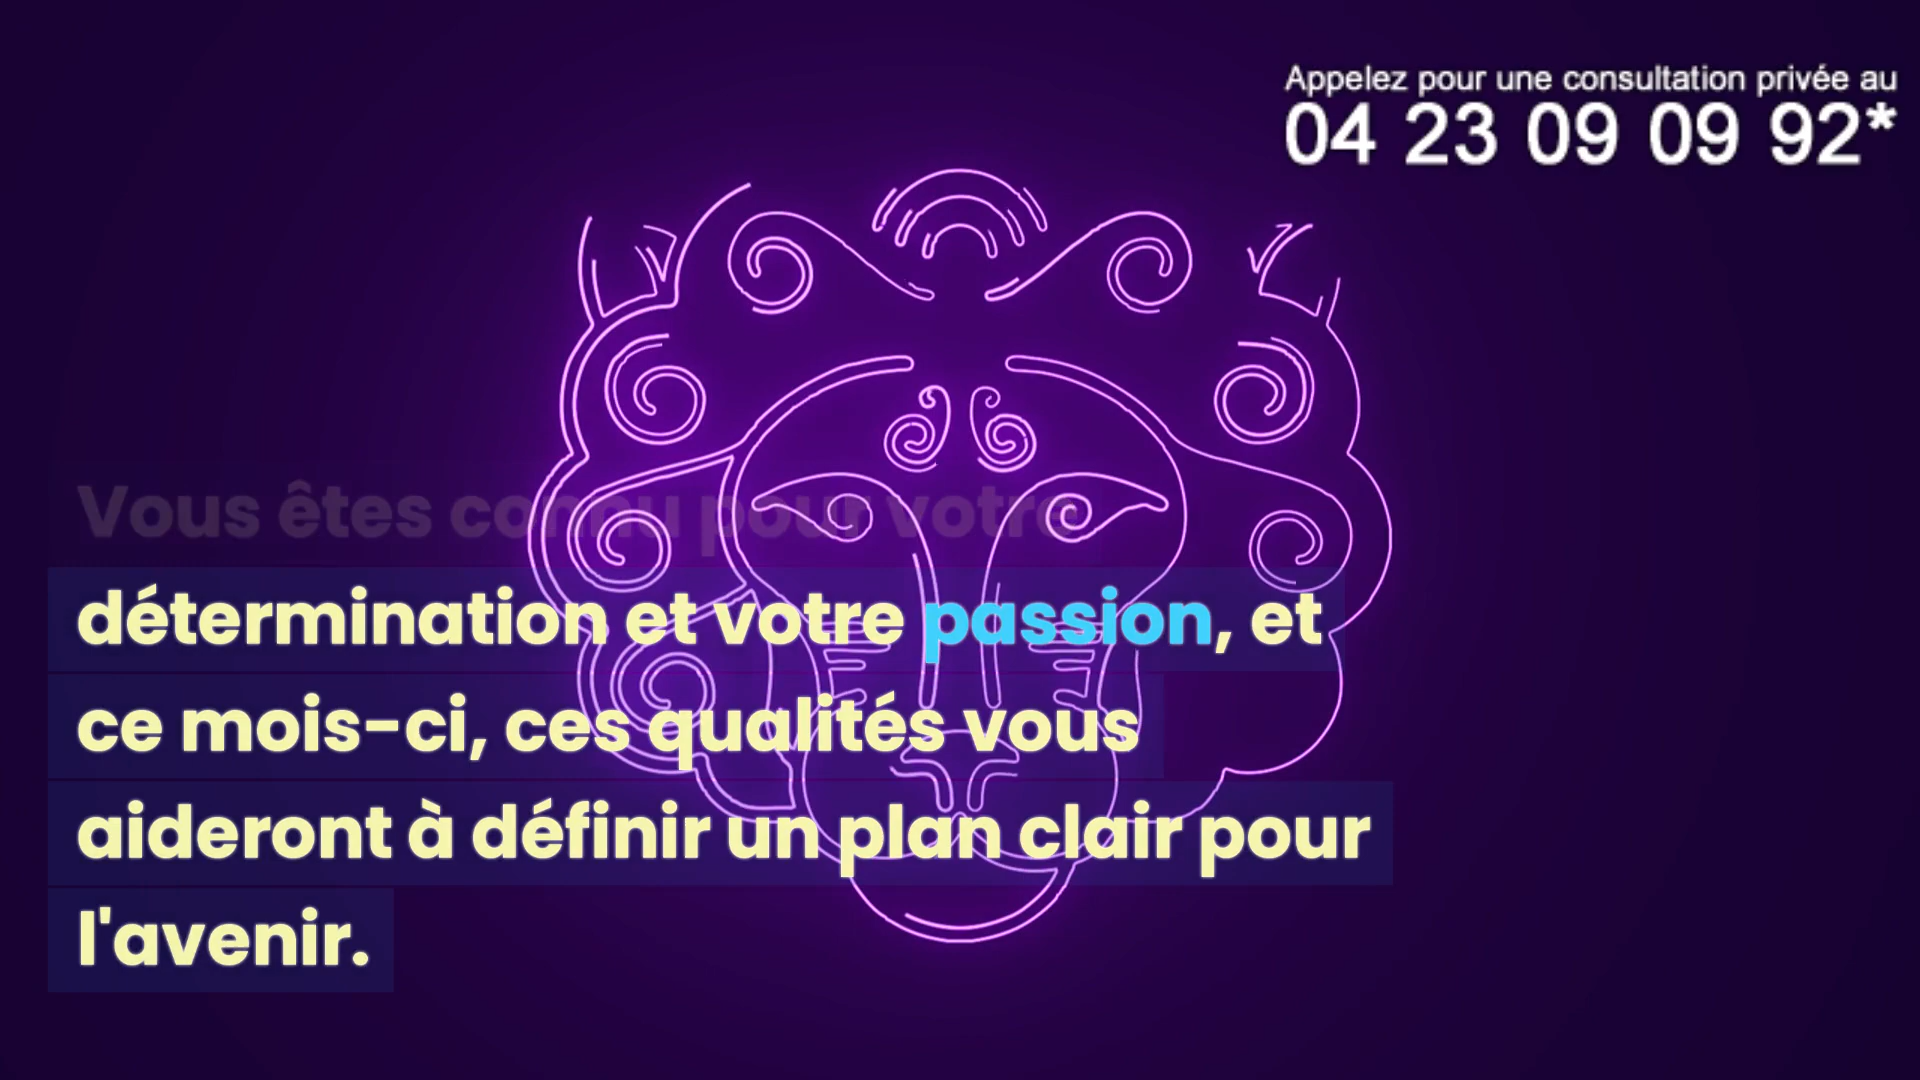 Appelez pour une consultation privée au
04 23 09 09 92*
Vous êtes connu pour votre
détermination et votre passion, et
ce mois-ci, ces qualités vous
aideront à définir un plan clair pour
l'avenir.